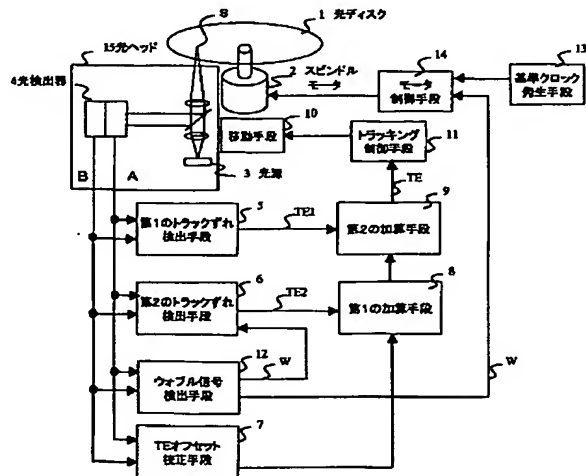 S
1 光ディスク
15光ヘッド
4光検出器
2 スピンドル
モータ
14
モータ
制御手段
13
基準クロック
発生手段
10
移動手段
トラッキング
制御手段
11
3 光源
B
A
TE
5
第1のトラックずれ
検出手段
TE1
9
第2の加算手段
6
第2のトラックずれ
検出手段
TE2
8
第1の加算手段
12
W
W
ウォブル信号
検出手段
7
TEオフセット
校正手段